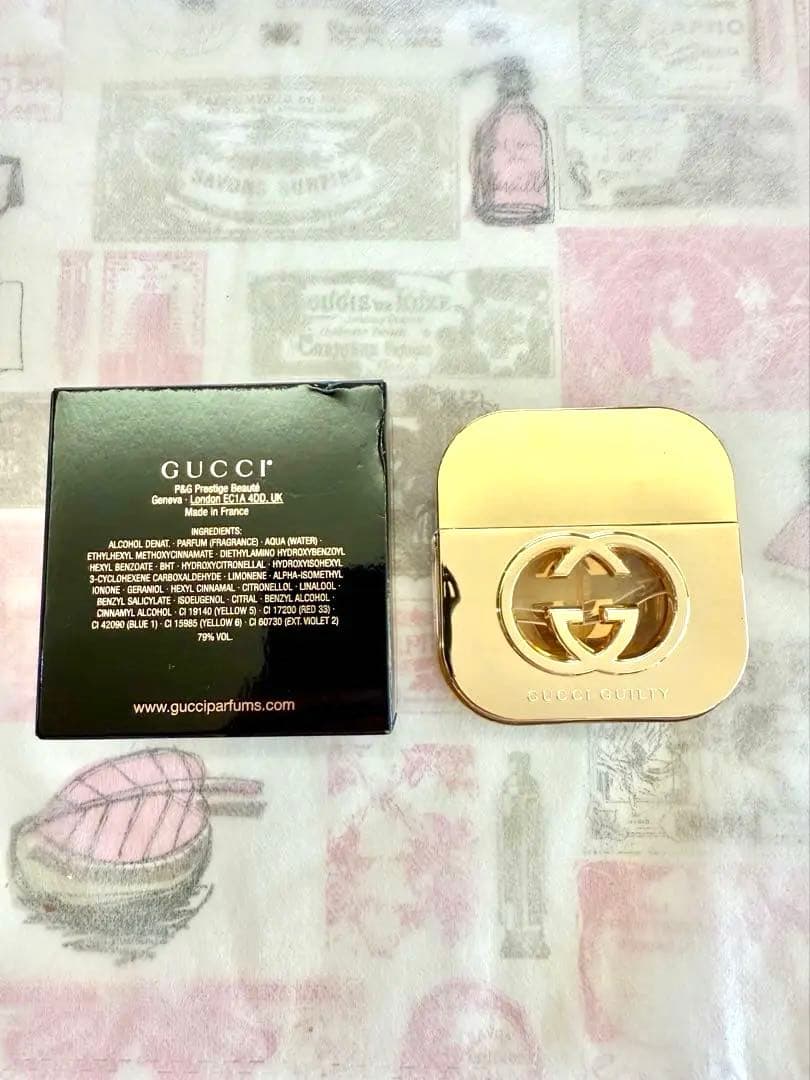 SAVONS SURFINS
GUCCI
P&G Prestige Beauté
Geneva · London EC1A 4DD, UK
Made in France
INGREDIENTS:
ALCOHOL DENAT. · PARFUM (FRAGRANCE) · AQUA (WATER) ·
ETHYLHEXYL METHOXYCINNAMATE · DIETHYLAMINO HYDROXYBENZOYL
HEXYL BENZOATE · BHT · HYDROXYCITRONELLAL · HYDROXYISOHEXYL
3-CYCLOHEXENE CARBOXALDEHYDE · LIMONENE · ALPHA-ISOMETHYL
IONONE · GERANIOL · HEXYL CINNAMAL · CITRONELLOL · LINALOOL ·
BENZYL SALICYLATE · ISOEUGENOL · CITRAL · BENZYL ALCOHOL ·
CINNAMYL ALCOHOL · CI 19140 (YELLOW 5) · CI 17200 (RED 33) ·
CI 42090 (BLUE 1) · CI 15985 (YELLOW 6) · CI 60730 (EXT. VIOLET 2)
79% VOL.
www.gucciparfums.com
GUCCI GUILTY